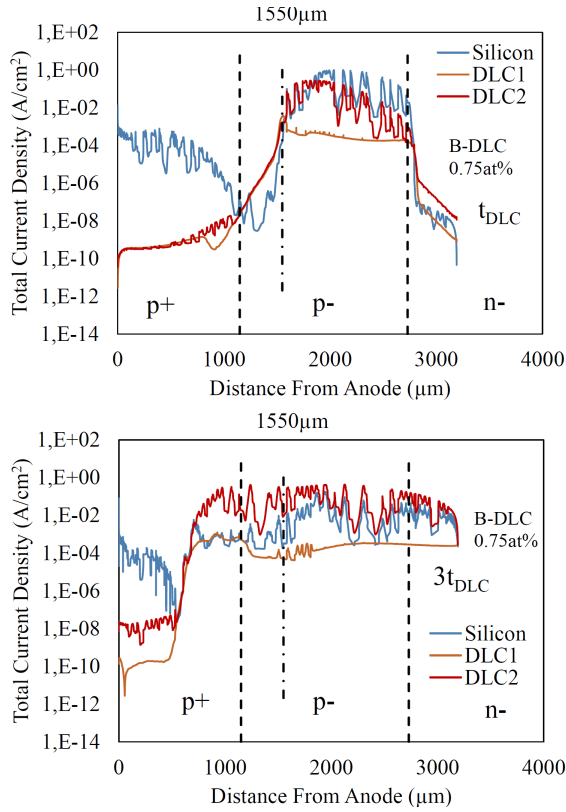 1550µm
1,E+02
1,E+00
1,E-02
1,E-04
1,E-06
1,E-08
1,E-10
1,E-12
1,E-14
Total Current Density (A/cm²)
Silicon
DLC1
DLC2
B-DLC
0.75at%
tDLC
p+
p-
n-
0 1000 2000 3000 4000
Distance From Anode (µm)
1550µm
1,E+02
1,E+00
1,E-02
1,E-04
1,E-06
1,E-08
1,E-10
1,E-12
1,E-14
Total Current Density (A/cm²)
B-DLC
0.75at%
3tDLC
Silicon
DLC1
DLC2
p+
p-
n-
0 1000 2000 3000 4000
Distance From Anode (µm)